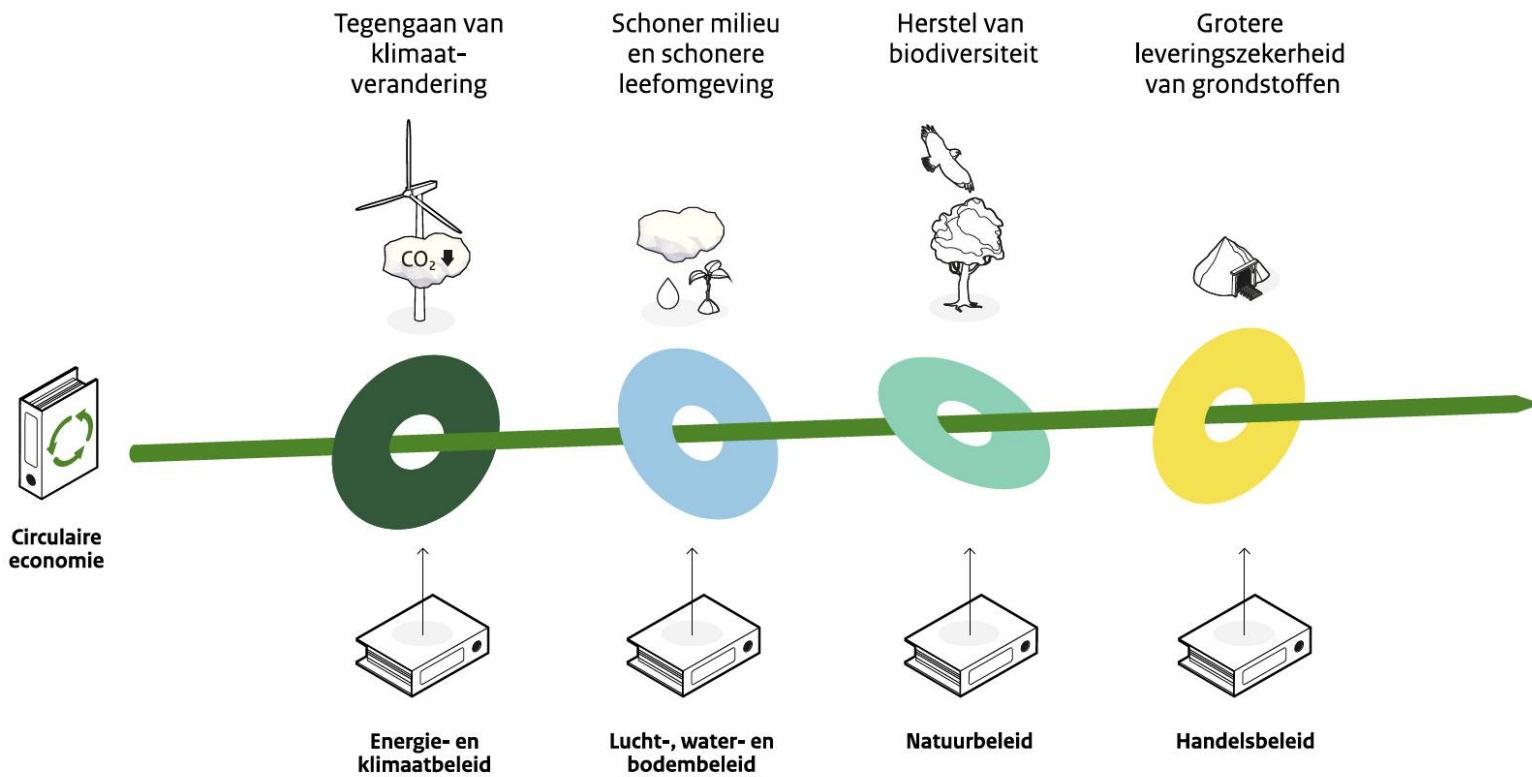 Tegengaan van
klimaat-
verandering
Schoner milieu
en schonere
leefomgeving
Herstel van
biodiversiteit
Grotere
leveringszekerheid
van grondstoffen
CO₂
Circulaire
economie
Energie- en
klimaatbeleid
Lucht-, water- en
bodembeleid
Natuurbeleid
Handelsbeleid